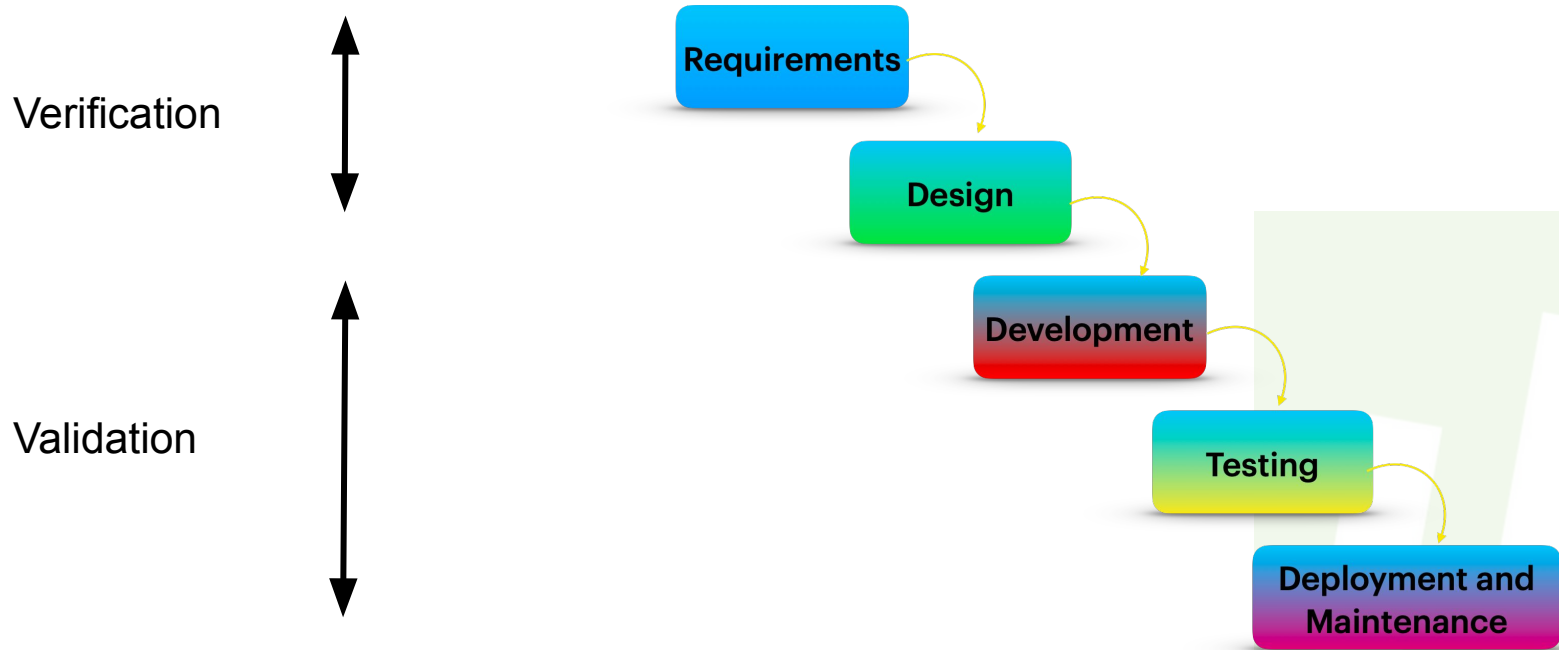 Requirements
Verification
Design
Development
Validation
Testing
Deployment and
Maintenance